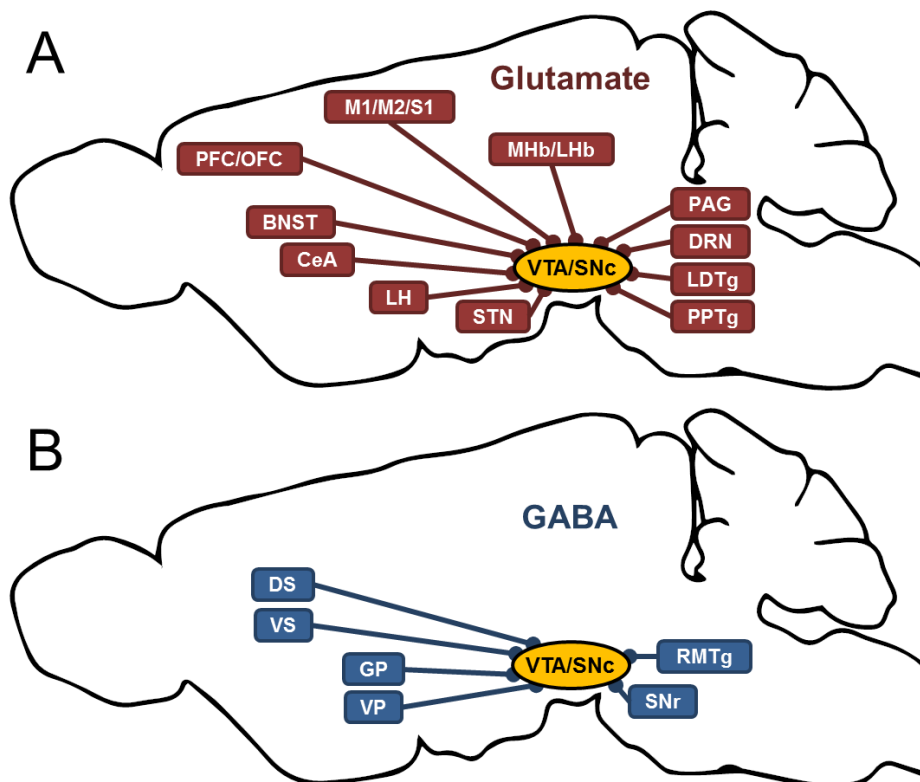 A
Glutamate
M1/M2/S1
PFC/OFC
MHb/LHb
PAG
BNST
DRN
CeA
VTA/SNc
LDTg
LH
STN
PPTg
B
GABA
DS
VS
GP
VTA/SNc
RMTg
VP
SNr